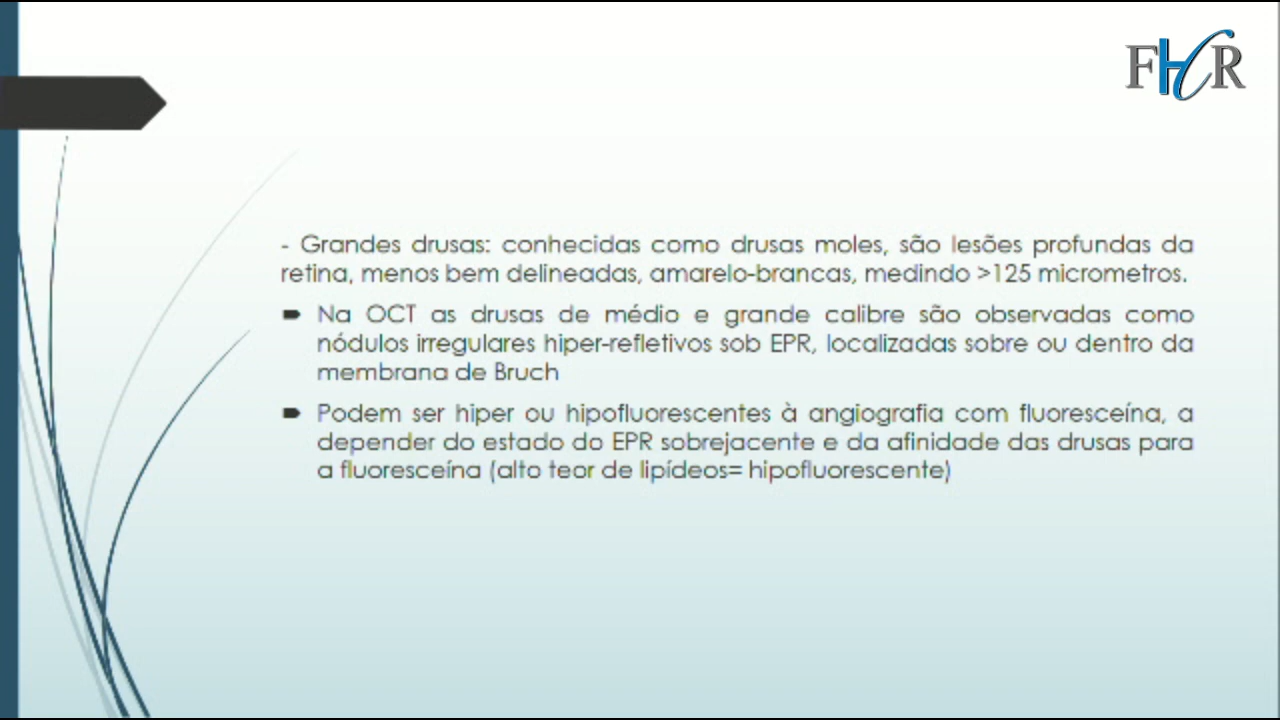 FHCR
- Grandes drusas: conhecidas como drusas moles, são lesões profundas da
retina, menos bem delineadas, amarelo-brancas, medindo >125 micrometros.
Na OCT as drusas de médio e grande calibre são observadas como
nódulos irregulares hiper-refletivos sob EPR, localizadas sobre ou dentro da
membrana de Bruch
Podem ser hiper ou hipofluorescentes à angiografia com fluoresceína, a
depender do estado do EPR sobrejacente e da afinidade das drusas para
a fluoresceína (alto teor de lipídeos= hipofluorescente)